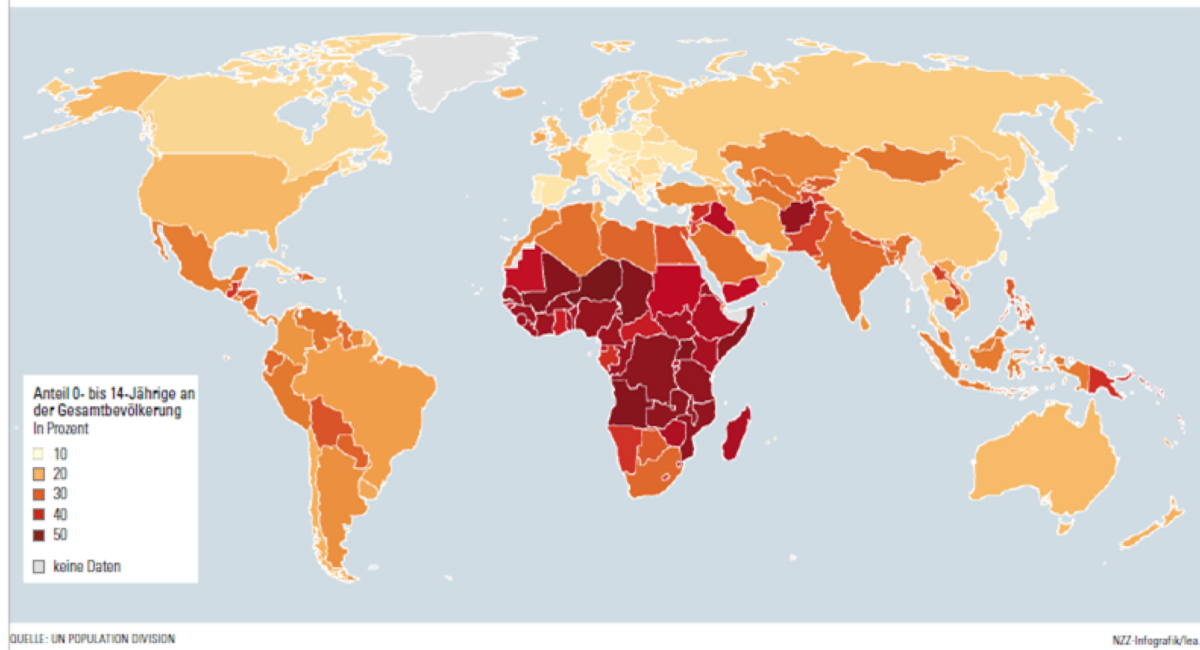 Anteil 0- bis 14-Jährige an
der Gesamtbevölkerung
In Prozent
10
20
30
40
50
keine Daten
QUELLE: UN POPULATION DIVISION
NZZ-Infografik/lea.